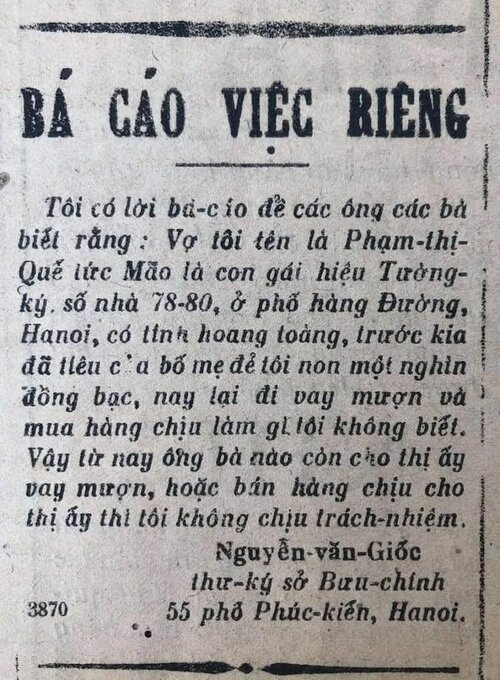 BÁ CÁO VIỆC RIÊNG
Tôi có lời bá-cáo để các ông các bà
biết rằng : Vợ tôi tên là Phạm-thị-
Quế tức Mão là con gái hiệu Tường-
ký, số nhà 78-80, ở phố hàng Đường,
Hanoi, có tính hoang toàng, trước kia
đã tiêu của bố mẹ đẻ tôi non một nghìn
đồng bạc, nay lại đi vay mượn và
mua hàng chịu làm gì tôi không biết.
Vậy từ nay ông bà nào còn cho thị ấy
vay mượn, hoặc bán hàng chịu cho
thị ấy thì tôi không chịu trách-nhiệm.
Nguyễn-văn-Giốc
thư-ký sở Bưu-chính
3870 55 phố Phúc-kiến, Hanoi.